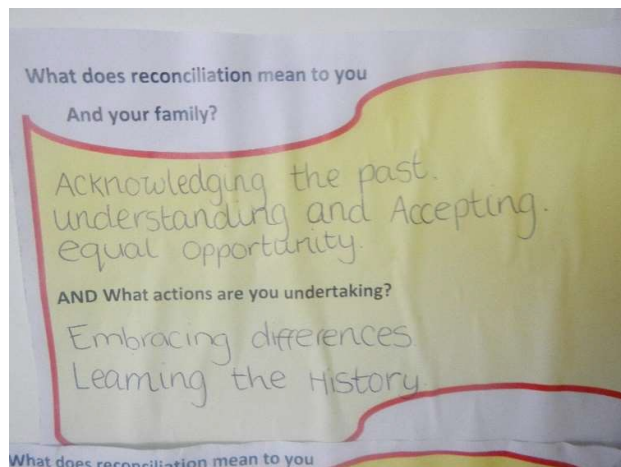 What does reconciliation mean to you
And your family?
Acknowledging the past.
understanding and Accepting.
equal opportunity.
AND What actions are you undertaking?
Embracing differences
Learning the History.
What does reconciliation mean to you